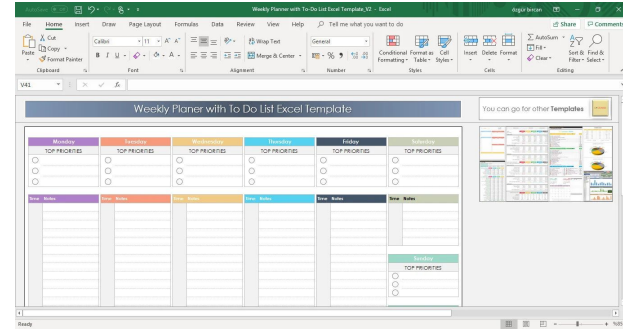 AutoSave Off Weekly Planner with To-Do List Excel Template_V2 - Excel özgür bircan
File Home Insert Draw Page Layout Formulas Data Review View Help Tell me what you want to do Share Comments
Cut
Copy
Format Painter
Paste
Calibri 11
B I U
Wrap Text
Merge & Center
General
Conditional Formatting Format as Table Cell Styles
Insert Delete Format
AutoSum
Fill
Clear
Sort & Filter Find & Select
Clipboard Font Alignment Number Styles Cells Editing
V41 fx
Weekly Planer with To Do List Excel Template
You can go for other Templates
Monday Tuesday Wednesday Thursday Friday Saturday
TOP PRIORITIES TOP PRIORITIES TOP PRIORITIES TOP PRIORITIES TOP PRIORITIES TOP PRIORITIES
Time Notes Time Notes Time Notes Time Notes Time Notes Time Notes
Sunday
TOP PRIORITIES
Ready